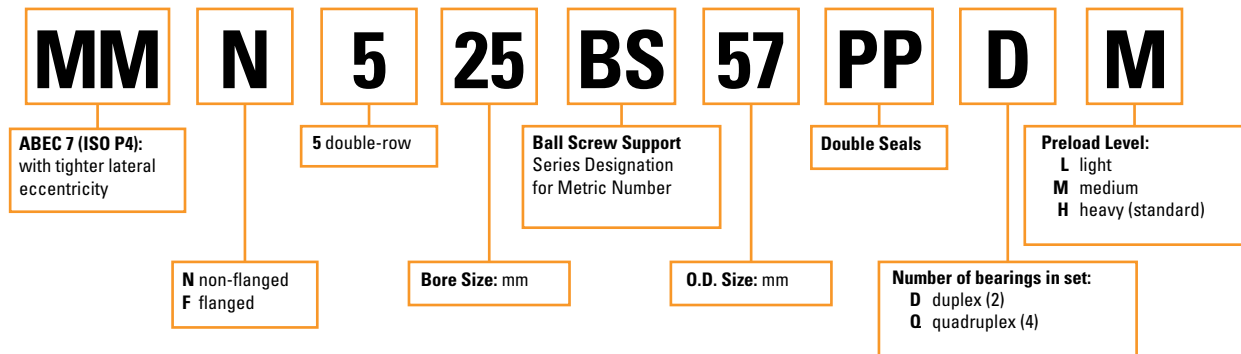 MM N 5 25 BS 57 PP D M
ABEC 7 (ISO P4):
with tighter lateral
eccentricity
5 double-row
Ball Screw Support
Series Designation
for Metric Number
Double Seals
Preload Level:
L light
M medium
H heavy (standard)
N non-flanged
F flanged
Bore Size: mm
O.D. Size: mm
Number of bearings in set:
D duplex (2)
Q quadruplex (4)